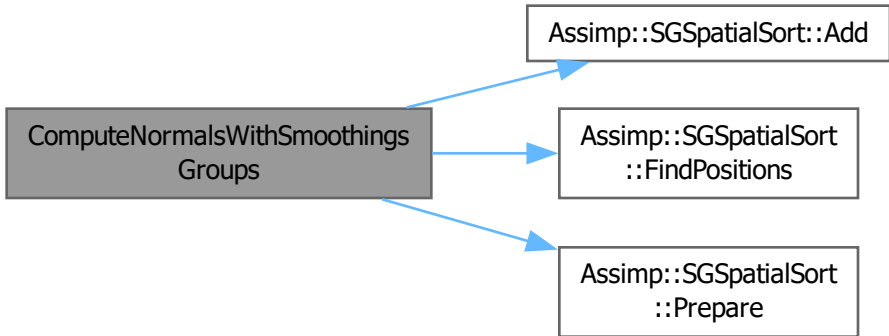 Assimp::SGSpatialSort::Add
ComputeNormalsWithSmoothings
Groups
Assimp::SGSpatialSort
::FindPositions
Assimp::SGSpatialSort
::Prepare